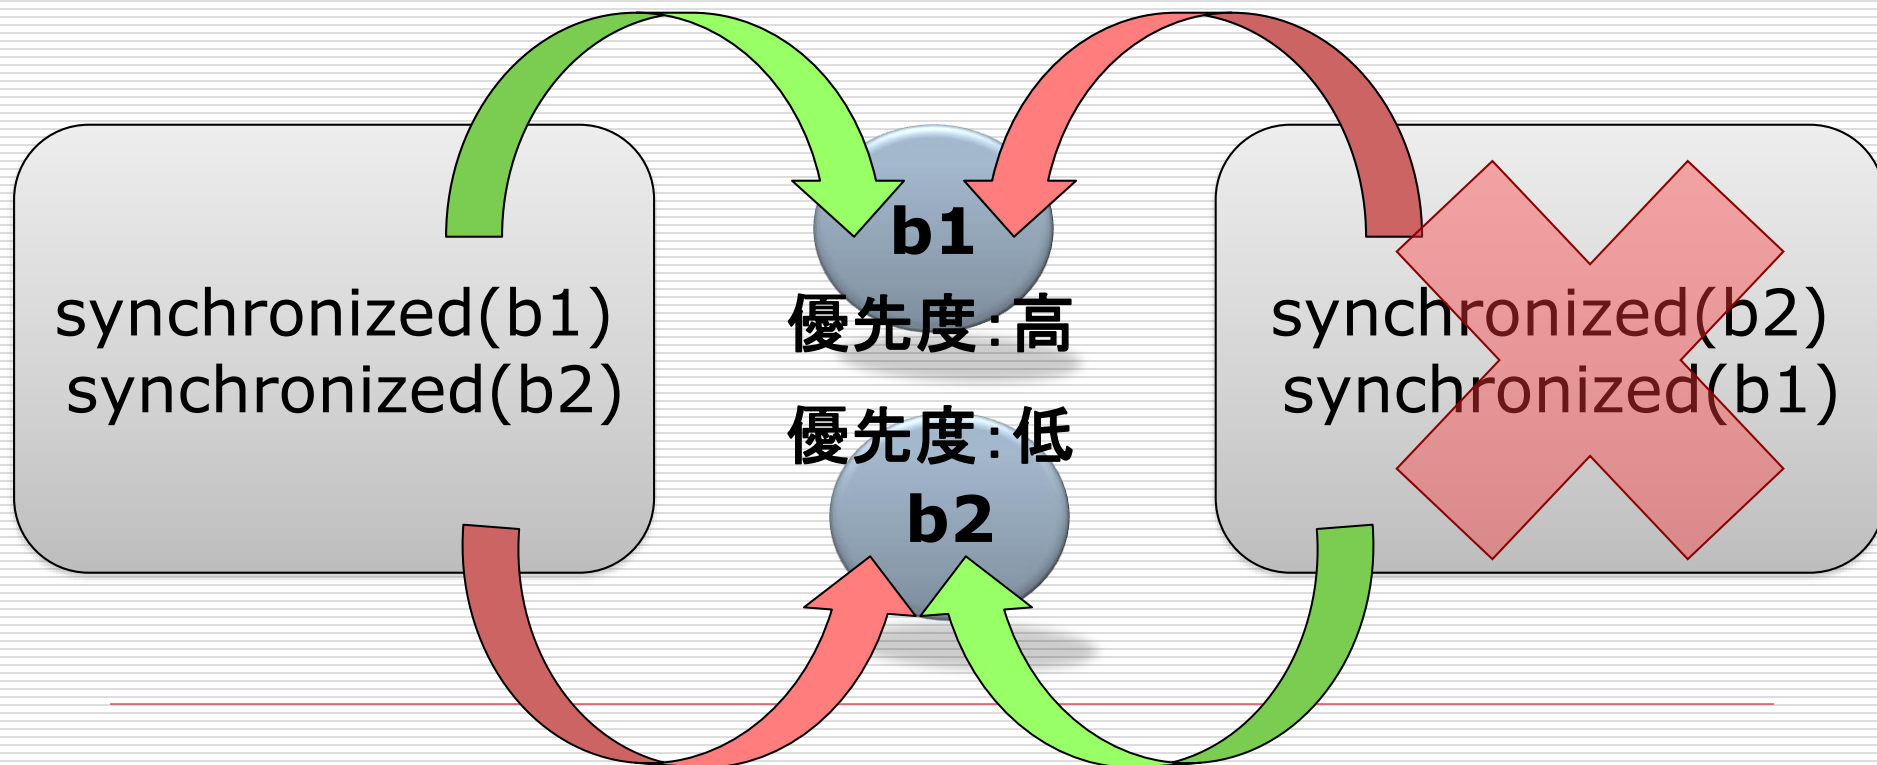 synchronized(b1)
synchronized(b2)
b1
優先度:高
優先度:低
b2
synchronized(b2)
synchronized(b1)